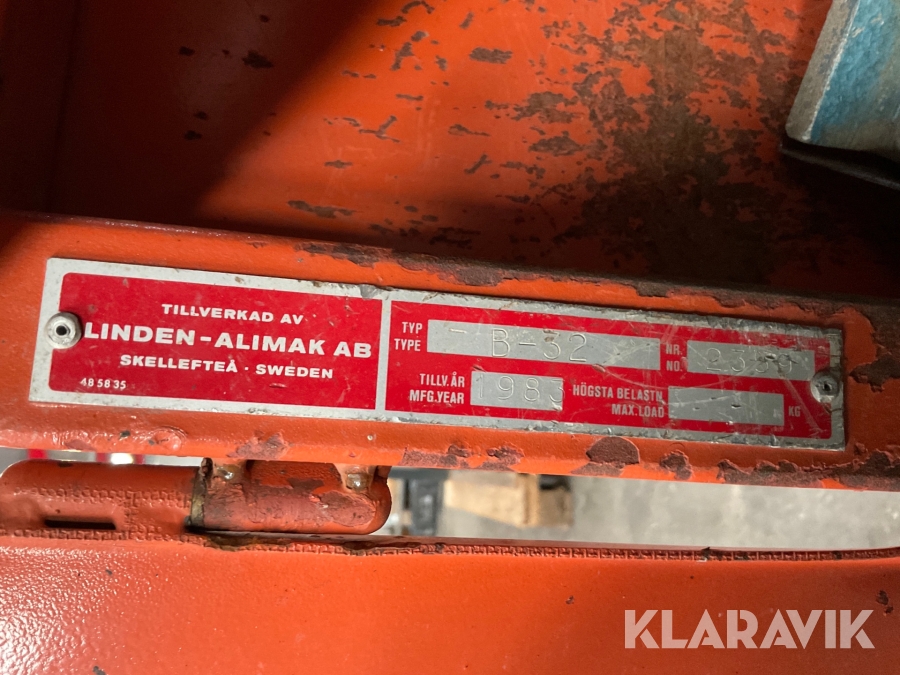 TILLVERKAD AV
LINDEN-ALIMAK AB
SKELLEFTEÅ · SWEDEN
48 58 35
TYP
TYPE
B-32
NR.
NO.
TILLV.ÅR
MFG.YEAR
1983
HÖGSTA BELASTN.
MAX.LOAD
KG
KLARAVIK